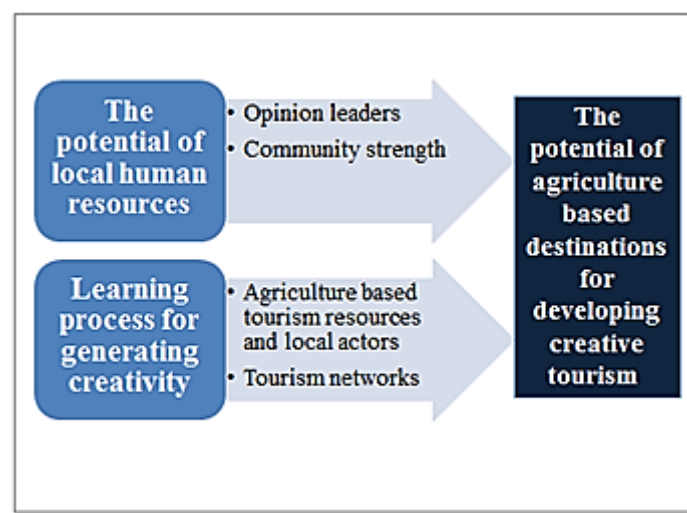 The
potential of
local human
resources
• Opinion leaders
• Community strength
Learning
process for
generating
creativity
• Agriculture based
tourism resources
and local actors
• Tourism networks
The
potential of
agriculture
based
destinations
for
developing
creative
tourism